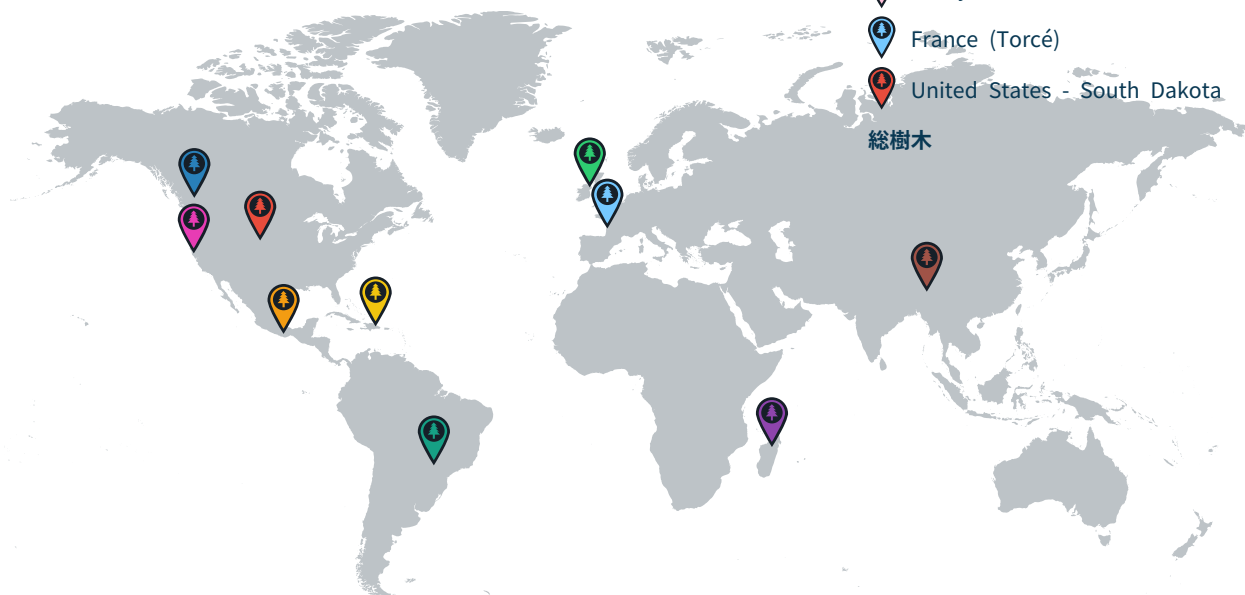 France (Torcé)
United States - South Dakota
総樹木